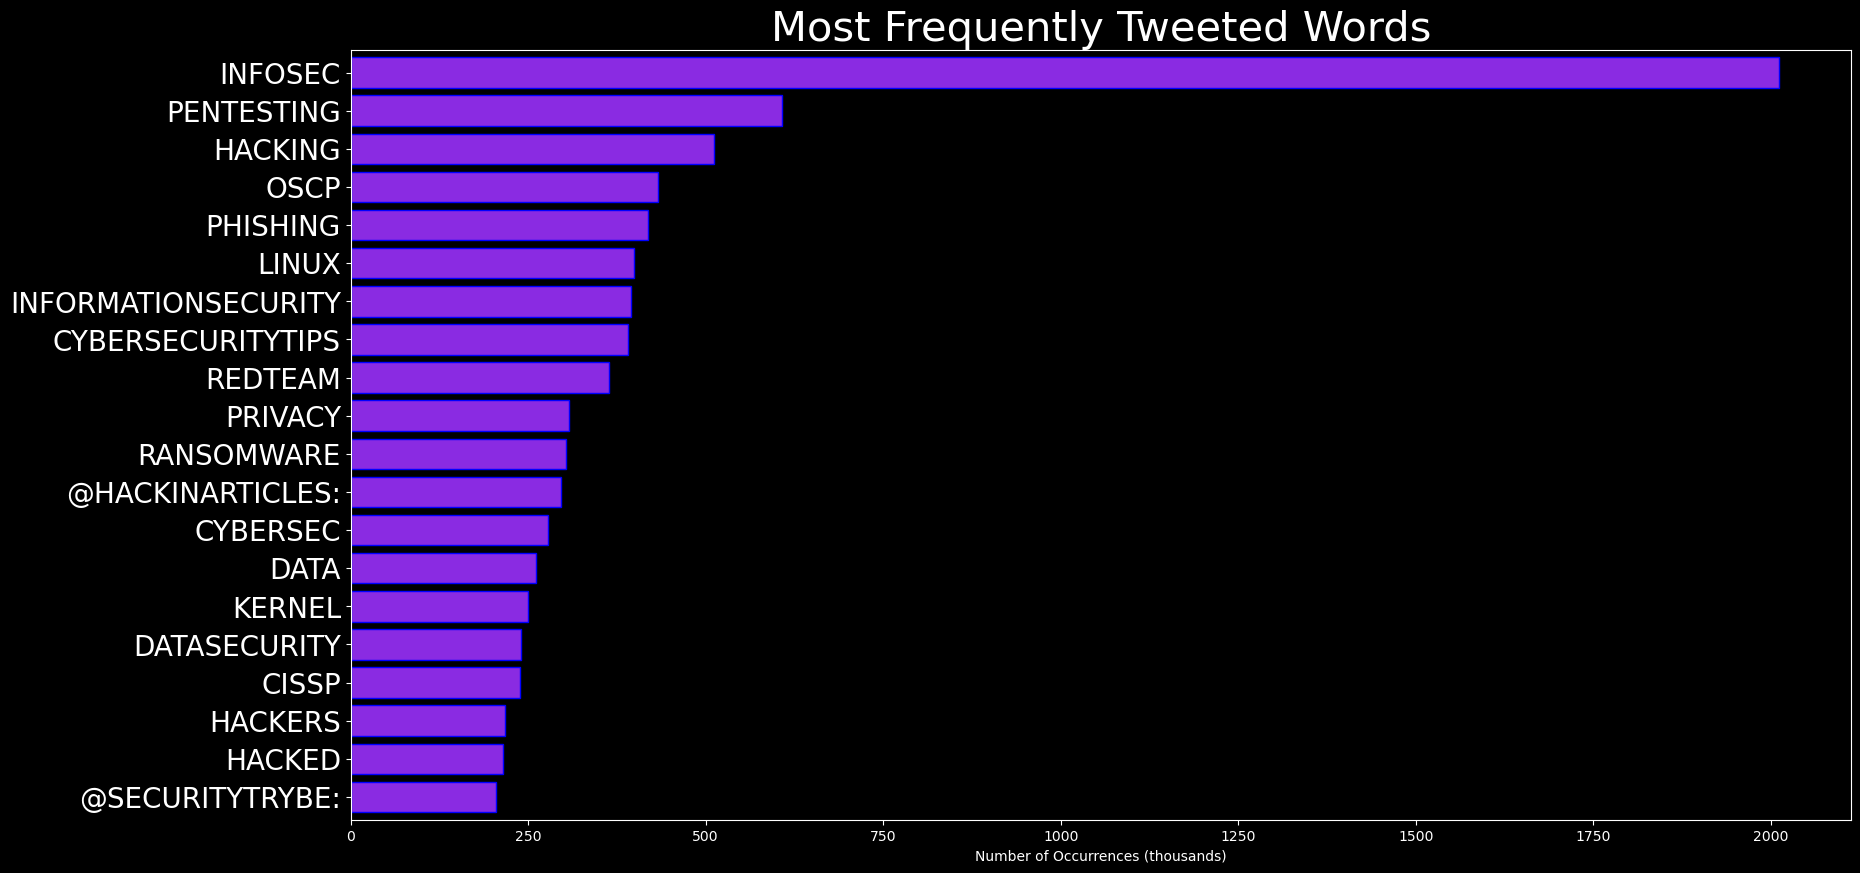 Most Frequently Tweeted Words
INFOSEC
PENTESTING
HACKING
OSCP
PHISHING
LINUX
INFORMATIONSECURITY
CYBERSECURITYTIPS
REDTEAM
PRIVACY
RANSOMWARE
@HACKINARTICLES:
CYBERSEC
DATA
KERNEL
DATASECURITY
CISSP
HACKERS
HACKED
@SECURITYTRYBE:
0 250 500 750 1000 1250 1500 1750 2000
Number of Occurrences (thousands)